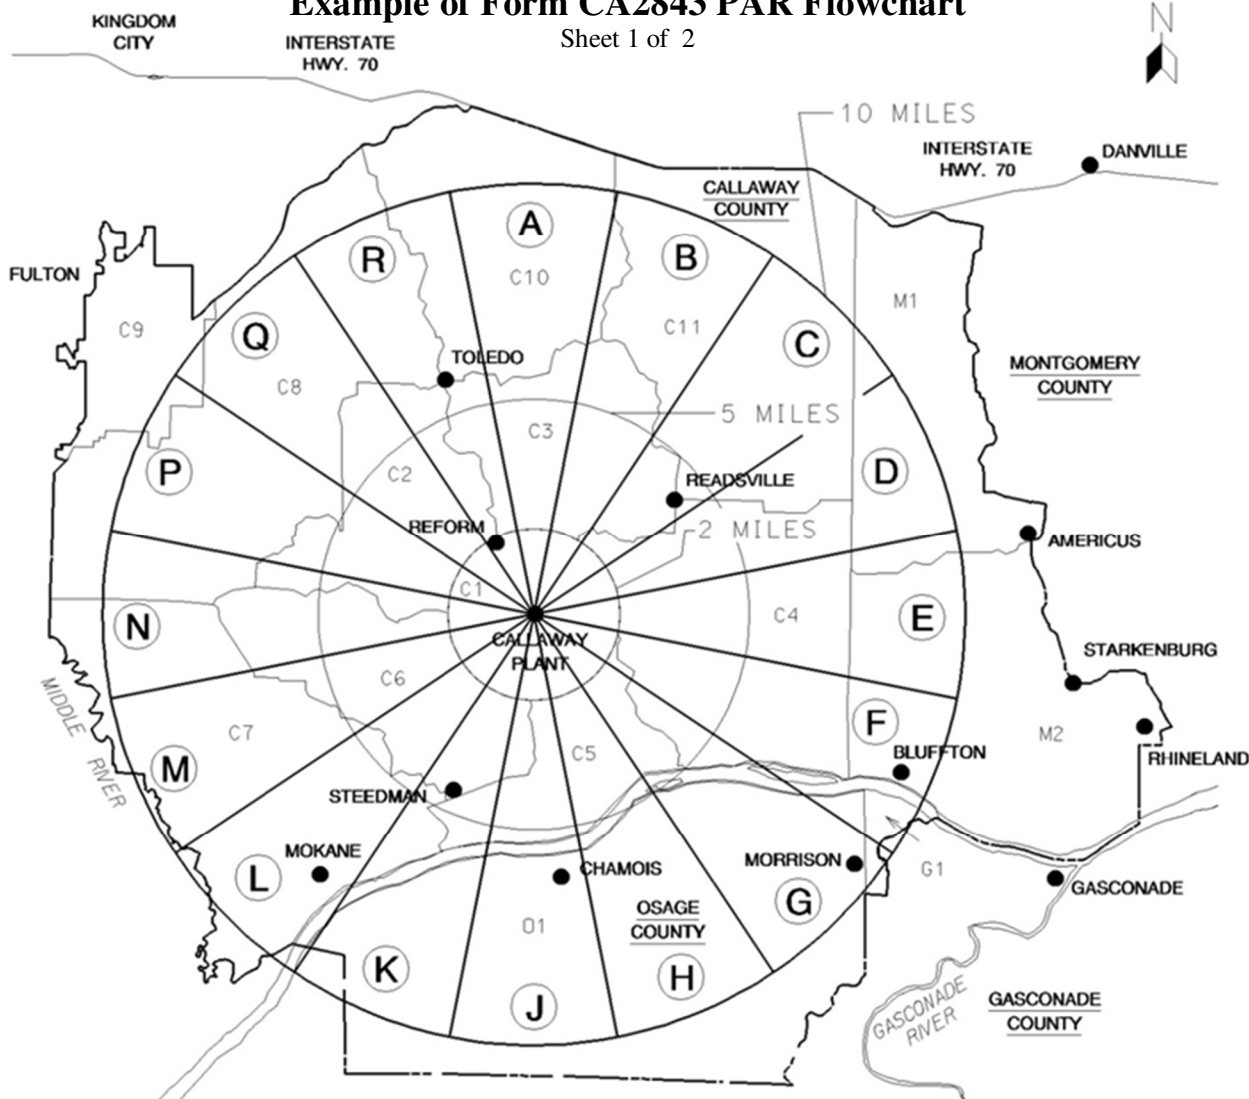 Example of Form CA2843 PAR Flowchart
Sheet 1 of 2
KINGDOM
CITY
INTERSTATE
HWY. 70
N
10 MILES
INTERSTATE
HWY. 70
DANVILLE
CALLAWAY
COUNTY
A
R
B
FULTON
C10
M1
C9
C11
Q
C
TOLEDO
MONTGOMERY
COUNTY
C8
5 MILES
C3
P
C2
D
READSVILLE
REFORM
2 MILES
AMERICUS
C1
N
C4
E
CALLAWAY
PLANT
STARKENBURG
C6
MIDDLE
RIVER
C7
F
M2
C5
BLUFFTON
RHINELAND
M
STEEDMAN
MOKANE
MORRISON
CHAMOIS
G1
L
GASCONADE
G
OSAGE
COUNTY
O1
K
H
J
GASCONADE
RIVER
GASCONADE
COUNTY